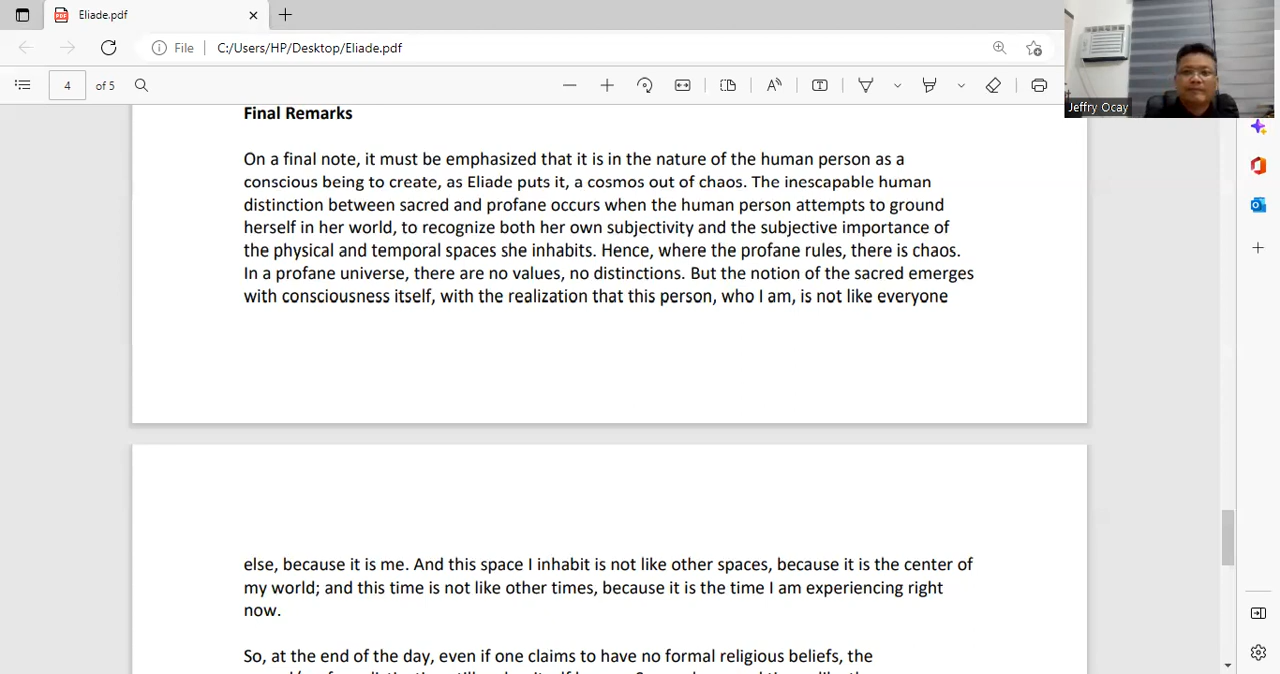 Eliade.pdf
File
C:/Users/HP/Desktop/Eliade.pdf
4 of 5
Jeffry Ocay
Final Remarks
On a final note, it must be emphasized that it is in the nature of the human person as a
conscious being to create, as Eliade puts it, a cosmos out of chaos. The inescapable human
distinction between sacred and profane occurs when the human person attempts to ground
herself in her world, to recognize both her own subjectivity and the subjective importance of
the physical and temporal spaces she inhabits. Hence, where the profane rules, there is chaos.
In a profane universe, there are no values, no distinctions. But the notion of the sacred emerges
with consciousness itself, with the realization that this person, who I am, is not like everyone
else, because it is me. And this space I inhabit is not like other spaces, because it is the center of
my world; and this time is not like other times, because it is the time I am experiencing right
now.
So, at the end of the day, even if one claims to have no formal religious beliefs, the